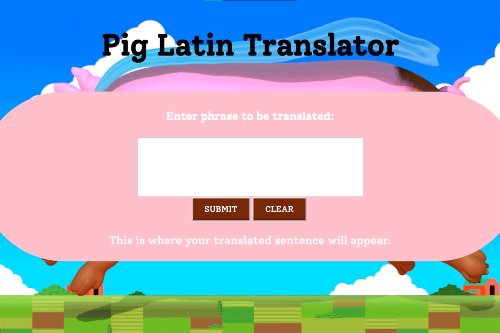 Pig Latin Translator
Enter phrase to be translated:
SUBMIT CLEAR
This is where your translated sentence will appear.